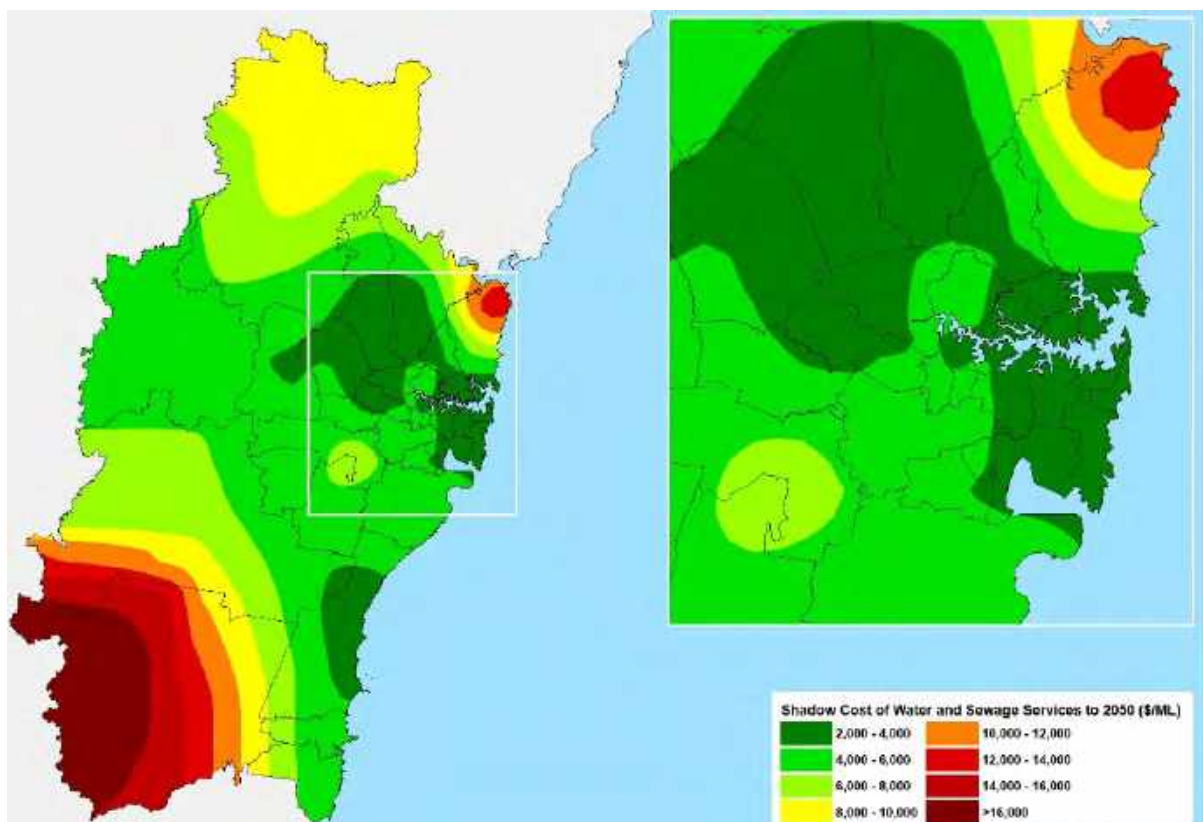 Shadow Cost of Water and Sewage Services to 2050 ($/ML)
2,000 - 4,000 10,000 - 12,000
4,000 - 6,000 12,000 - 14,000
6,000 - 8,000 14,000 - 16,000
8,000 - 10,000 >16,000